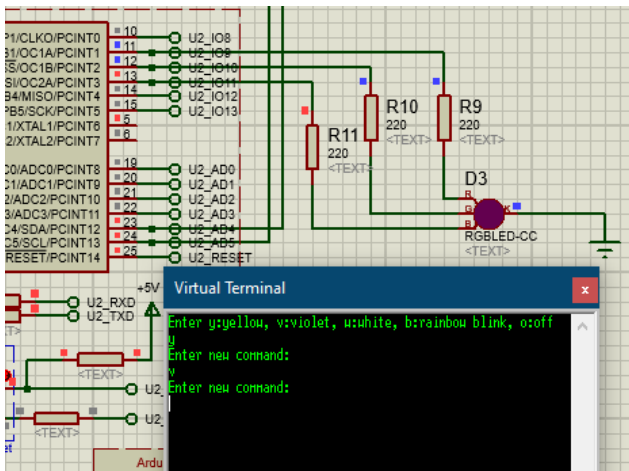 P1/CLKO/PCINT0
10
U2_IO8
B1/OC1A/PCINT1
11
U2_IO9
S/OC1B/PCINT2
12
U2_IO10
SI/OC2A/PCINT3
13
U2_IO11
B4/MISO/PCINT4
14
U2_IO12
PB5/SCK/PCINT5
15
U2_IO13
1/XTAL1/PCINT6
5
2/XTAL2/PCINT7
6
C0/ADC0/PCINT8
19
U2_AD0
C1/ADC1/PCINT9
20
U2_AD1
2/ADC2/PCINT10
21
U2_AD2
3/ADC3/PCINT11
22
U2_AD3
C4/SDA/PCINT12
23
U2_AD4
C5/SCL/PCINT13
24
U2_AD5
RESET/PCINT14
25
U2_RESET
R11
220
<TEXT>
R10
220
<TEXT>
R9
220
<TEXT>
D3
R
G
B
K
RGBLED-CC
<TEXT>
+5V
U2_RXD
U2_TXD
<TEXT>
U2_
<TEXT>
U2_
Ardu
Virtual Terminal
x
Enter y:yellow, v:violet, w:white, b:rainbow blink, o:off
y
Enter new command:
v
Enter new command: